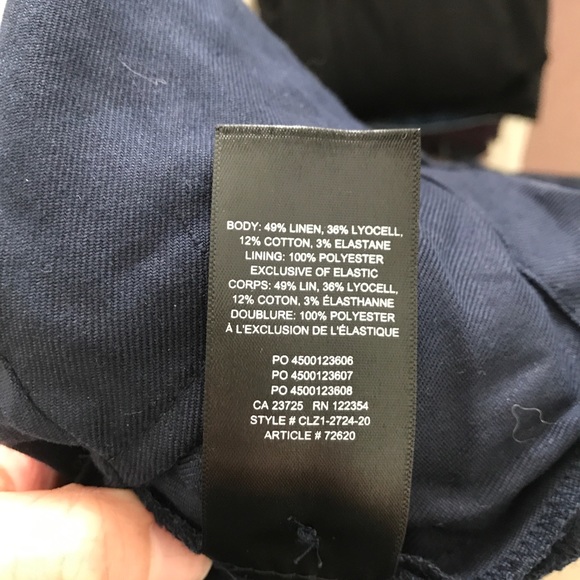 BODY: 49% LINEN, 36% LYOCELL,
12% COTTON, 3% ELASTANE
LINING: 100% POLYESTER
EXCLUSIVE OF ELASTIC
CORPS: 49% LIN, 36% LYOCELL,
12% COTON, 3% ÉLASTHANNE
DOUBLURE: 100% POLYESTER
À L'EXCLUSION DE L'ÉLASTIQUE
PO 4500123606
PO 4500123607
PO 4500123608
CA 23725 RN 122354
STYLE # CLZ1-2724-20
ARTICLE # 72620